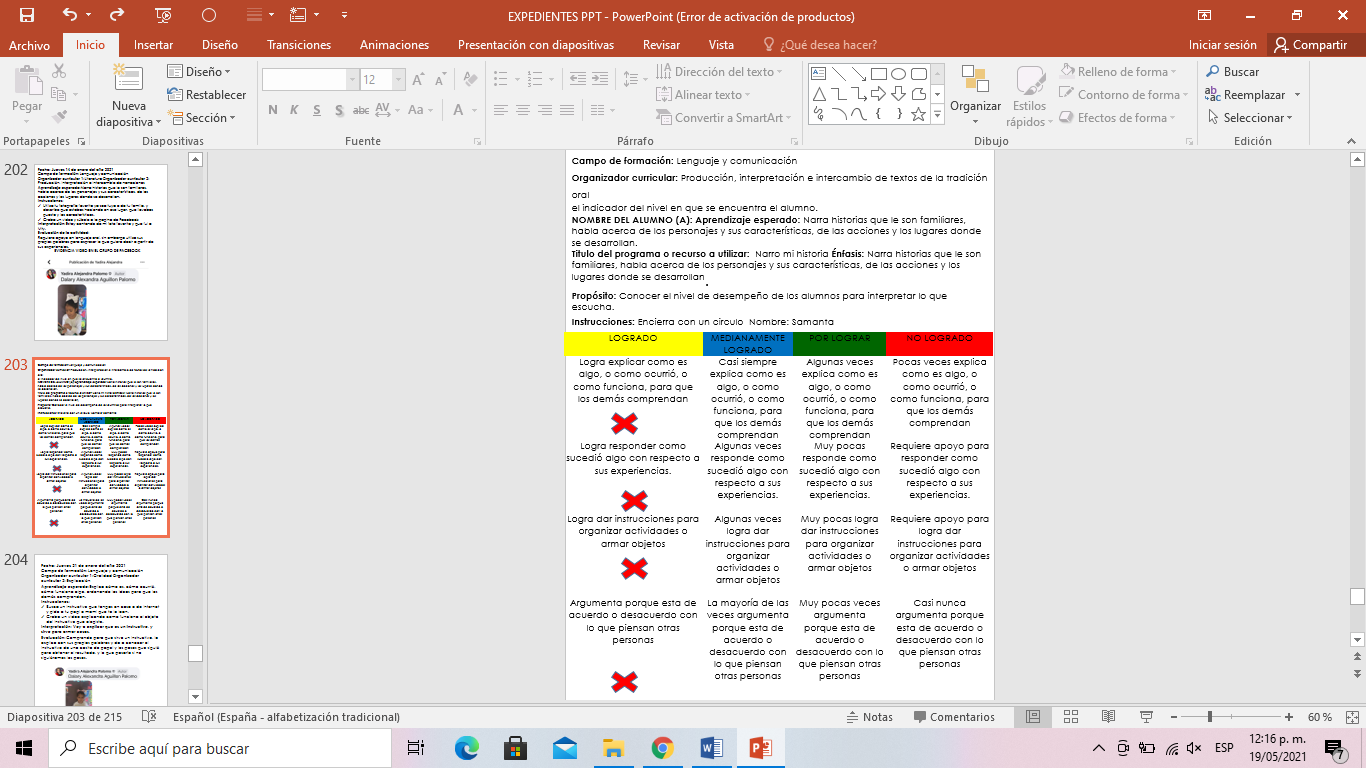 EXPEDIENTES PPT - PowerPoint (Error de activación de productos)
Archivo Inicio Insertar Diseño Transiciones Animaciones Presentación con diapositivas Revisar Vista ¿Qué desea hacer? Iniciar sesión Compartir
Pegar
Nueva diapositiva
Diseño
Restablecer
Sección
12
N K S S abc AV Aa A
Dirección del texto
Alinear texto
Convertir a SmartArt
Organizar
Estilos rápidos
Relleno de forma
Contorno de forma
Efectos de forma
Buscar
Reemplazar
Seleccionar
Portapapeles Diapositivas Fuente Párrafo Dibujo Edición
202
203
204
Campo de formación: Lenguaje y comunicación
Organizador curricular: Producción, interpretación e intercambio de textos de la tradición
oral
el indicador del nivel en que se encuentra el alumno.
NOMBRE DEL ALUMNO (A): Aprendizaje esperado: Narra historias que le son familiares,
habla acerca de los personajes y sus características, de las acciones y los lugares donde
se desarrollan.
Título del programa o recurso a utilizar: Narro mi historia Énfasis: Narra historias que le son
familiares, habla acerca de los personajes y sus características, de las acciones y los
lugares donde se desarrollan
Propósito: Conocer el nivel de desempeño de los alumnos para interpretar lo que
escucha.
Instrucciones: Encierra con un circulo Nombre: Samanta
LOGRADO
MEDIANAMENTE
LOGRADO
POR LOGRAR
NO LOGRADO
Logra explicar como es
algo, o como ocurrió, o
como funciona, para que
los demás comprendan
Casi siempre
explica como es
algo, o como
ocurrió, o como
funciona, para
que los demás
comprendan
Algunas veces
explica como es
algo, o como
ocurrió, o como
funciona, para
que los demás
comprendan
Pocas veces explica
como es algo, o
como ocurrió, o
como funciona, para
que los demás
comprendan
Logra responder como
sucedió algo con respecto a
sus experiencias.
Algunas veces
responde como
sucedió algo con
respecto a sus
experiencias.
Muy pocas
responde como
sucedió algo con
respecto a sus
experiencias.
Requiere apoyo para
responder como
sucedió algo con
respecto a sus
experiencias.
Logra dar instrucciones para
organizar actividades o
armar objetos
Algunas veces
logra dar
instrucciones para
organizar
actividades o
armar objetos
Muy pocas logra
dar instrucciones
para organizar
actividades o
armar objetos
Requiere apoyo para
logra dar
instrucciones para
organizar actividades
o armar objetos
Argumenta porque esta de
acuerdo o desacuerdo con
lo que piensan otras
personas
La mayoría de las
veces argumenta
porque esta de
acuerdo o
desacuerdo con
lo que piensan
otras personas
Muy pocas veces
argumenta
porque esta de
acuerdo o
desacuerdo con lo
que piensan otras
personas
Casi nunca
argumenta porque
esta de acuerdo o
desacuerdo con lo
que piensan otras
personas
Diapositiva 203 de 215 Español (España - alfabetización tradicional) Notas Comentarios 60 %
Escribe aquí para buscar
ESP
12:16 p. m.
19/05/2021
7